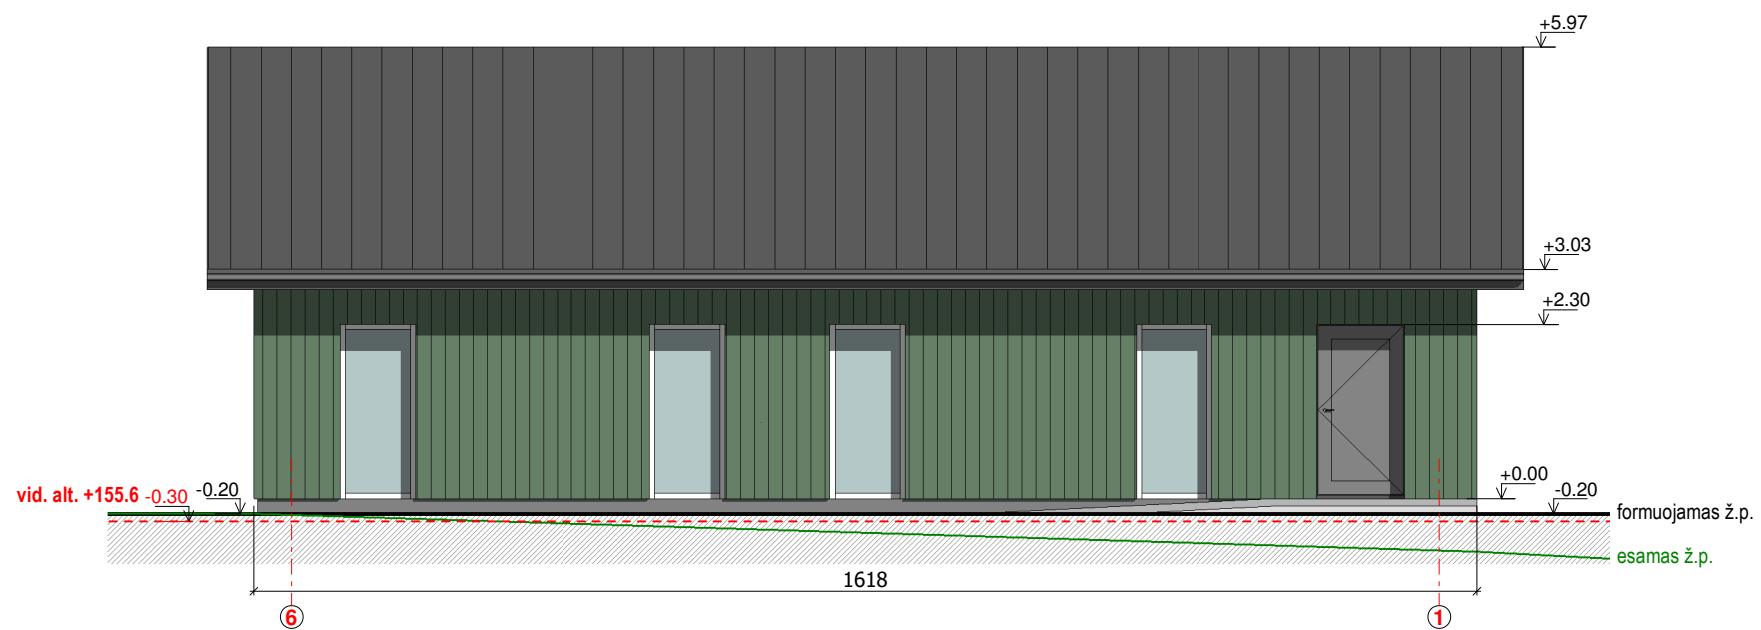 +5.97
+3.03
+2.30
vid. alt. +155.6 -0.30 -0.20
+0.00
-0.20
formuojamas ž.p.
esamas ž.p.
1618
6
1